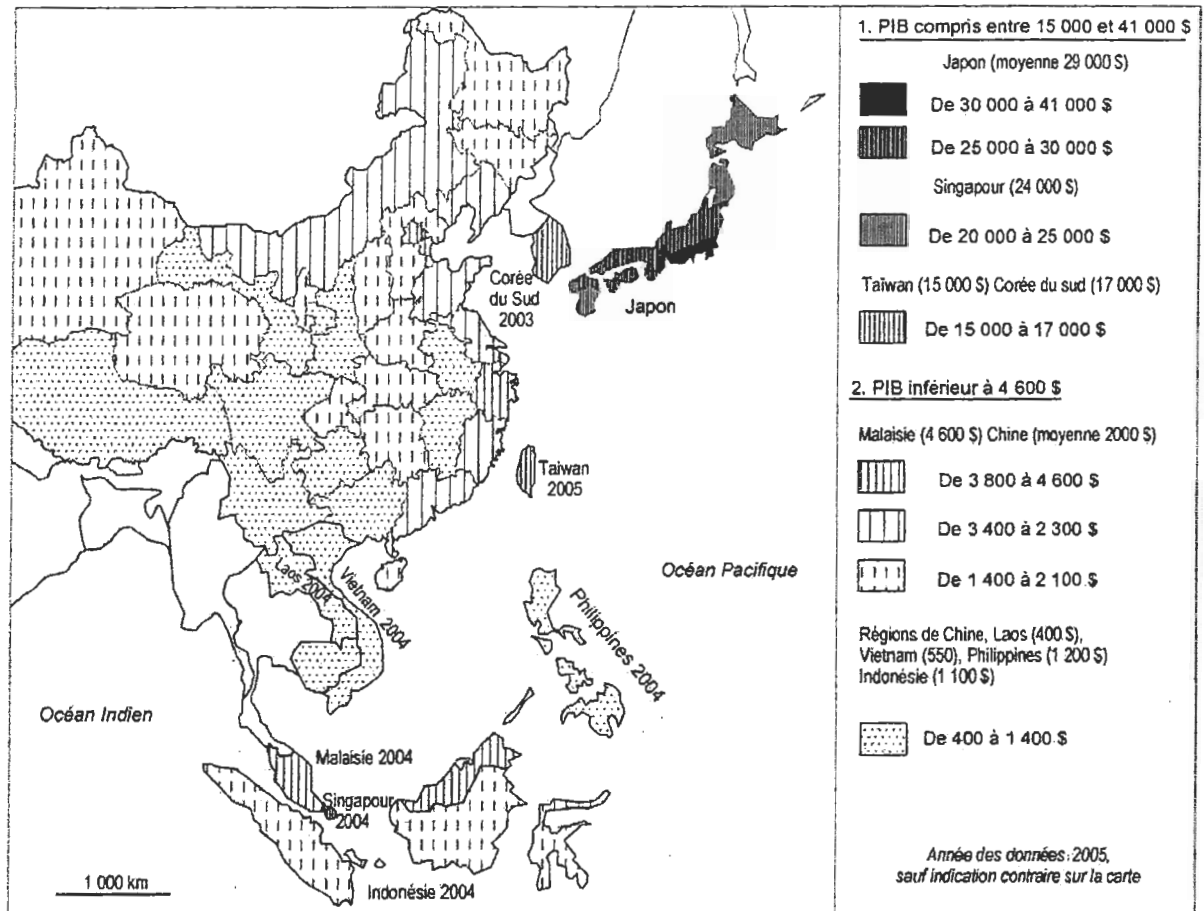 Corée
du Sud
2003
Japon
Taiwan
2005
Océan Pacifique
Laos 2004
Vietnam 2004
Philippines 2004
Océan Indien
Malaisie 2004
Singapour
2004
Indonésie 2004
1 000 km
1. PIB compris entre 15 000 et 41 000 $
Japon (moyenne 29 000 $)
De 30 000 à 41 000 $
De 25 000 à 30 000 $
Singapour (24 000 $)
De 20 000 à 25 000 $
Taïwan (15 000 $) Corée du sud (17 000 $)
De 15 000 à 17 000 $
2. PIB inférieur à 4 600 $
Malaisie (4 600 $) Chine (moyenne 2000 $)
De 3 800 à 4 600 $
De 3 400 à 2 300 $
De 1 400 à 2 100 $
Régions de Chine, Laos (400 $),
Vietnam (550), Philippines (1 200 $)
Indonésie (1 100 $)
De 400 à 1 400 $
Année des données: 2005,
sauf indication contraire sur la carte